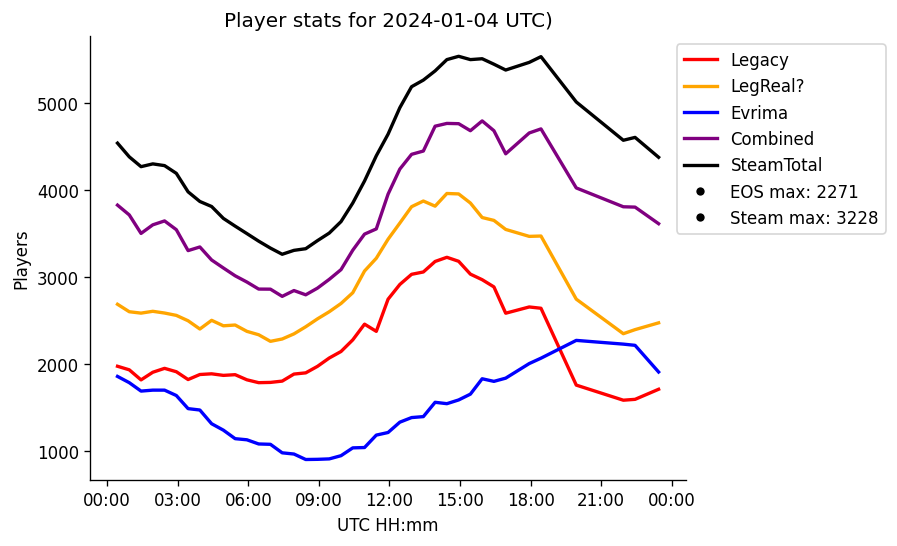 Player stats for 2024-01-04 UTC)
Legacy
LegReal?
Evrima
Combined
SteamTotal
EOS max: 2271
Steam max: 3228
Players
5000
4000
3000
2000
1000
00:00 03:00 06:00 09:00 12:00 15:00 18:00 21:00 00:00
UTC HH:mm